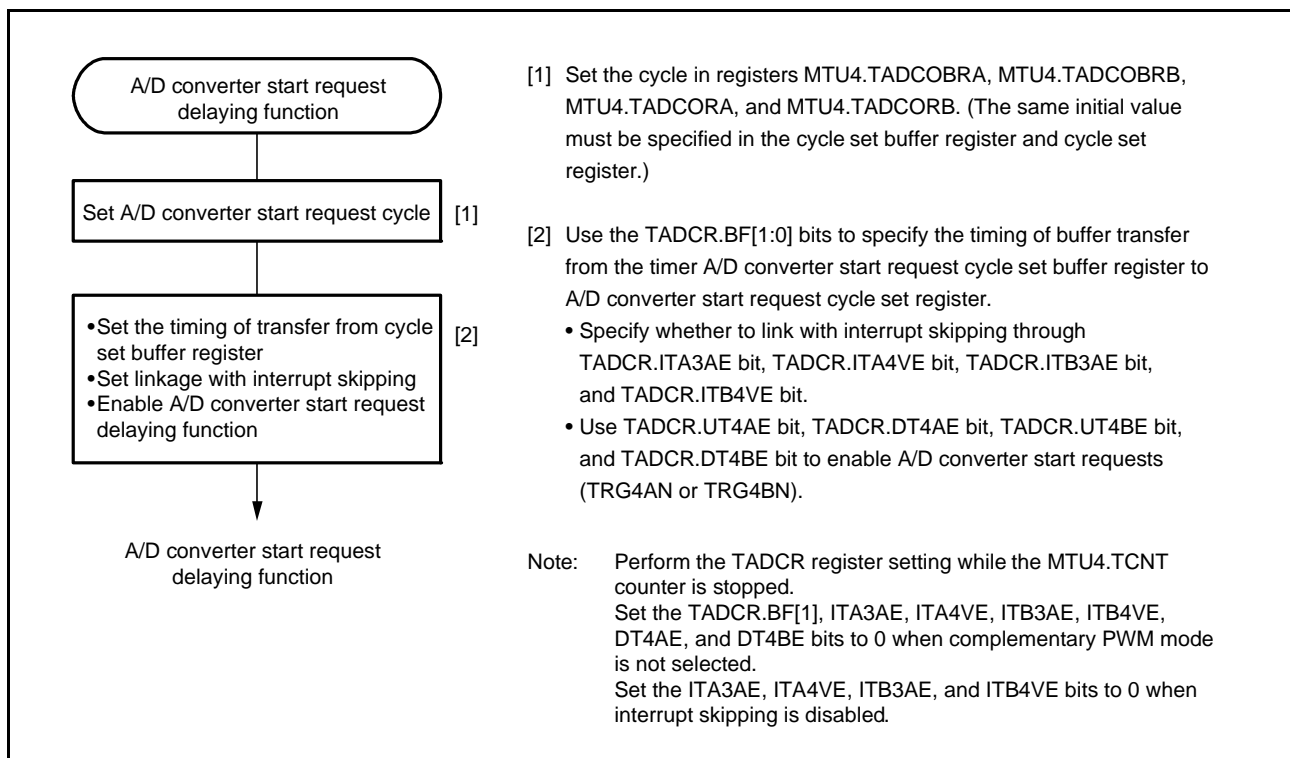 A/D converter start request
delaying function
Set A/D converter start request cycle
[1]
•Set the timing of transfer from cycle
set buffer register
•Set linkage with interrupt skipping
•Enable A/D converter start request
delaying function
[2]
A/D converter start request
delaying function
[1] Set the cycle in registers MTU4.TADCOBRA, MTU4.TADCOBRB,
MTU4.TADCORA, and MTU4.TADCORB. (The same initial value
must be specified in the cycle set buffer register and cycle set
register.)
[2] Use the TADCR.BF[1:0] bits to specify the timing of buffer transfer
from the timer A/D converter start request cycle set buffer register to
A/D converter start request cycle set register.
• Specify whether to link with interrupt skipping through
TADCR.ITA3AE bit, TADCR.ITA4VE bit, TADCR.ITB3AE bit,
and TADCR.ITB4VE bit.
• Use TADCR.UT4AE bit, TADCR.DT4AE bit, TADCR.UT4BE bit,
and TADCR.DT4BE bit to enable A/D converter start requests
(TRG4AN or TRG4BN).
Note: Perform the TADCR register setting while the MTU4.TCNT
counter is stopped.
Set the TADCR.BF[1], ITA3AE, ITA4VE, ITB3AE, ITB4VE,
DT4AE, and DT4BE bits to 0 when complementary PWM mode
is not selected.
Set the ITA3AE, ITA4VE, ITB3AE, and ITB4VE bits to 0 when
interrupt skipping is disabled.